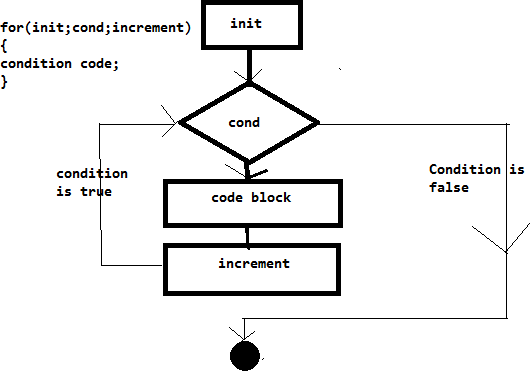 for(init;cond;increment)
{
condition code;
}
init
cond
condition
is true
Condition is
false
code block
increment